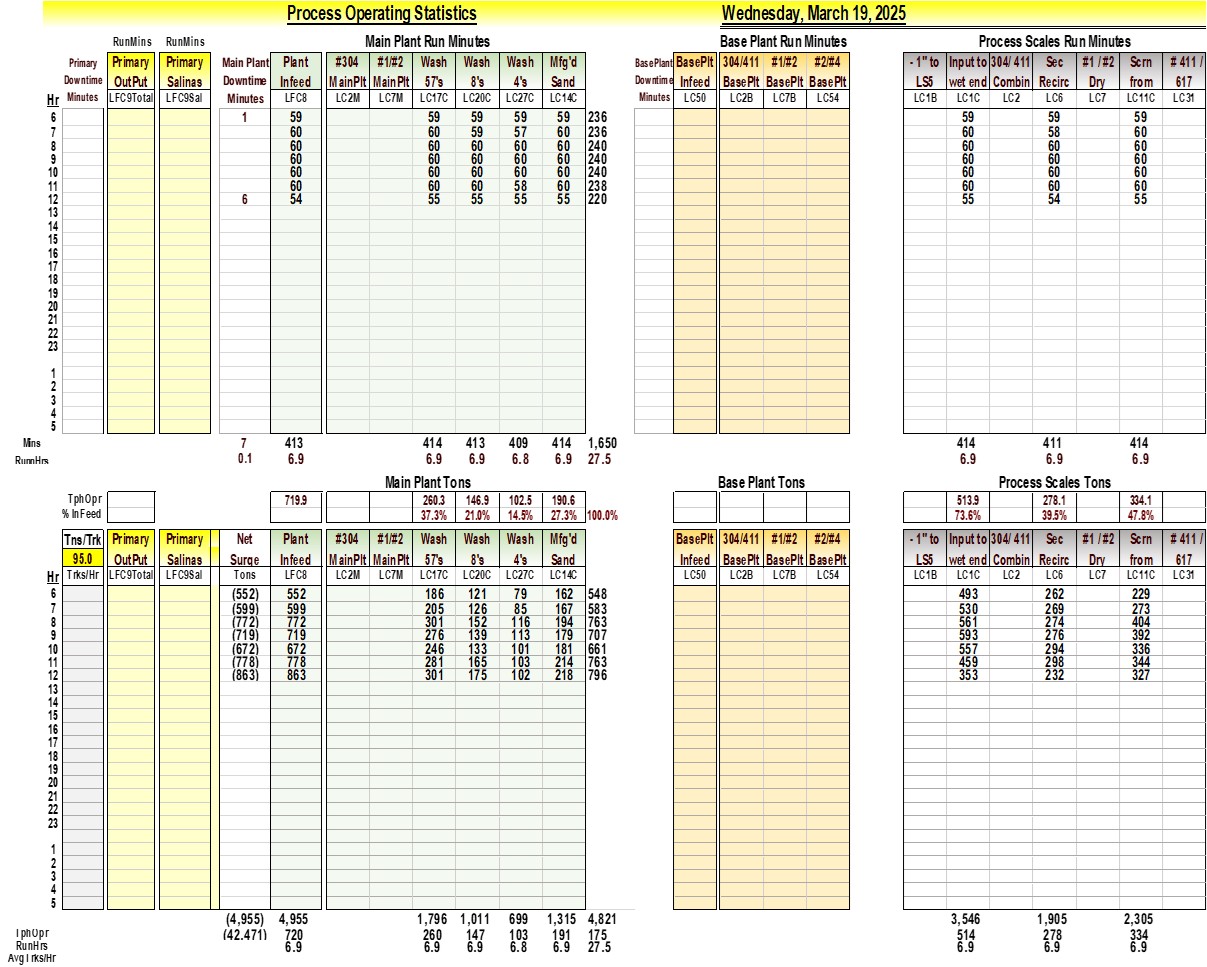 Process Operating Statistics Wednesday, March 19, 2025
RunMins RunMins Main Plant Run Minutes Base Plant Run Minutes Process Scales Run Minutes
Primary Primary Primary Main Plant Plant #304 #1/#2 Wash Wash Wash Mfg'd BasePlant BasePlt 304/411 #1/#2 #2/#4 - 1" to Input to 304/ 411 Sec # 1 / #2 Scrn # 411 /
Downtime OutPut Salinas Downtime Infeed MainPlt MainPlt 57's 8's 4's Sand Downtime Infeed BasePlt BasePlt BasePlt LS5 wet end Combin Recirc Dry from 617
Hr Minutes LFC9Total LFC9Sal Minutes LFC8 LC2M LC7M LC17C LC20C LC27C LC14C Minutes LC50 LC2B LC7B LC54 LC1B LC1C LC2 LC6 LC7 LC11C LC31
6 1 59 59 59 59 59 236 59 59 59
7 60 60 59 57 60 236 60 58 60
8 60 60 60 60 60 240 60 60 60
9 60 60 60 60 60 240 60 60 60
10 60 60 60 60 60 240 60 60 60
11 60 60 60 58 60 238 60 60 60
12 6 54 55 55 55 55 220 55 54 55
13
14
15
16
17
18
19
20
21
22
23
1
2
3
4
5
Mins 7 413 414 413 409 414 1,650 414 411 414
RunnHrs 0.1 6.9 6.9 6.9 6.8 6.9 27.5 6.9 6.9 6.9
Main Plant Tons Base Plant Tons Process Scales Tons
TphOpr 719.9 260.3 146.9 102.5 190.6 513.9 278.1 334.1
% InFeed 37.3% 21.0% 14.5% 27.3% 100.0% 73.6% 39.5% 47.8%
Tns/Trk Primary Primary Net Plant #304 #1/#2 Wash Wash Wash Mfg'd BasePlt 304/411 #1/#2 #2/#4 - 1" to Input to 304/ 411 Sec # 1 / #2 Scrn # 411 /
95.0 OutPut Salinas Surge Infeed MainPlt MainPlt 57's 8's 4's Sand Infeed BasePlt BasePlt BasePlt LS5 wet end Combin Recirc Dry from 617
Hr Trks/Hr LFC9Total LFC9Sal Tons LFC8 LC2M LC7M LC17C LC20C LC27C LC14C LC50 LC2B LC7B LC54 LC1B LC1C LC2 LC6 LC7 LC11C LC31
6 (552) 552 186 121 79 162 548 493 262 229
7 (599) 599 205 126 85 167 583 530 269 273
8 (772) 772 301 152 116 194 763 561 274 404
9 (719) 719 276 139 113 179 707 593 276 392
10 (672) 672 246 133 101 181 661 557 294 336
11 (778) 778 281 165 103 214 763 459 298 344
12 (863) 863 301 175 102 218 796 353 232 327
13
14
15
16
17
18
19
20
21
22
23
1
2
3
4
5
(4,955) 4,955 1,796 1,011 699 1,315 4,821 3,546 1,905 2,305
TphOpr (42.471) 720 260 147 103 191 175 514 278 334
RunHrs 6.9 6.9 6.9 6.8 6.9 27.5 6.9 6.9 6.9
Avg Trks/Hr